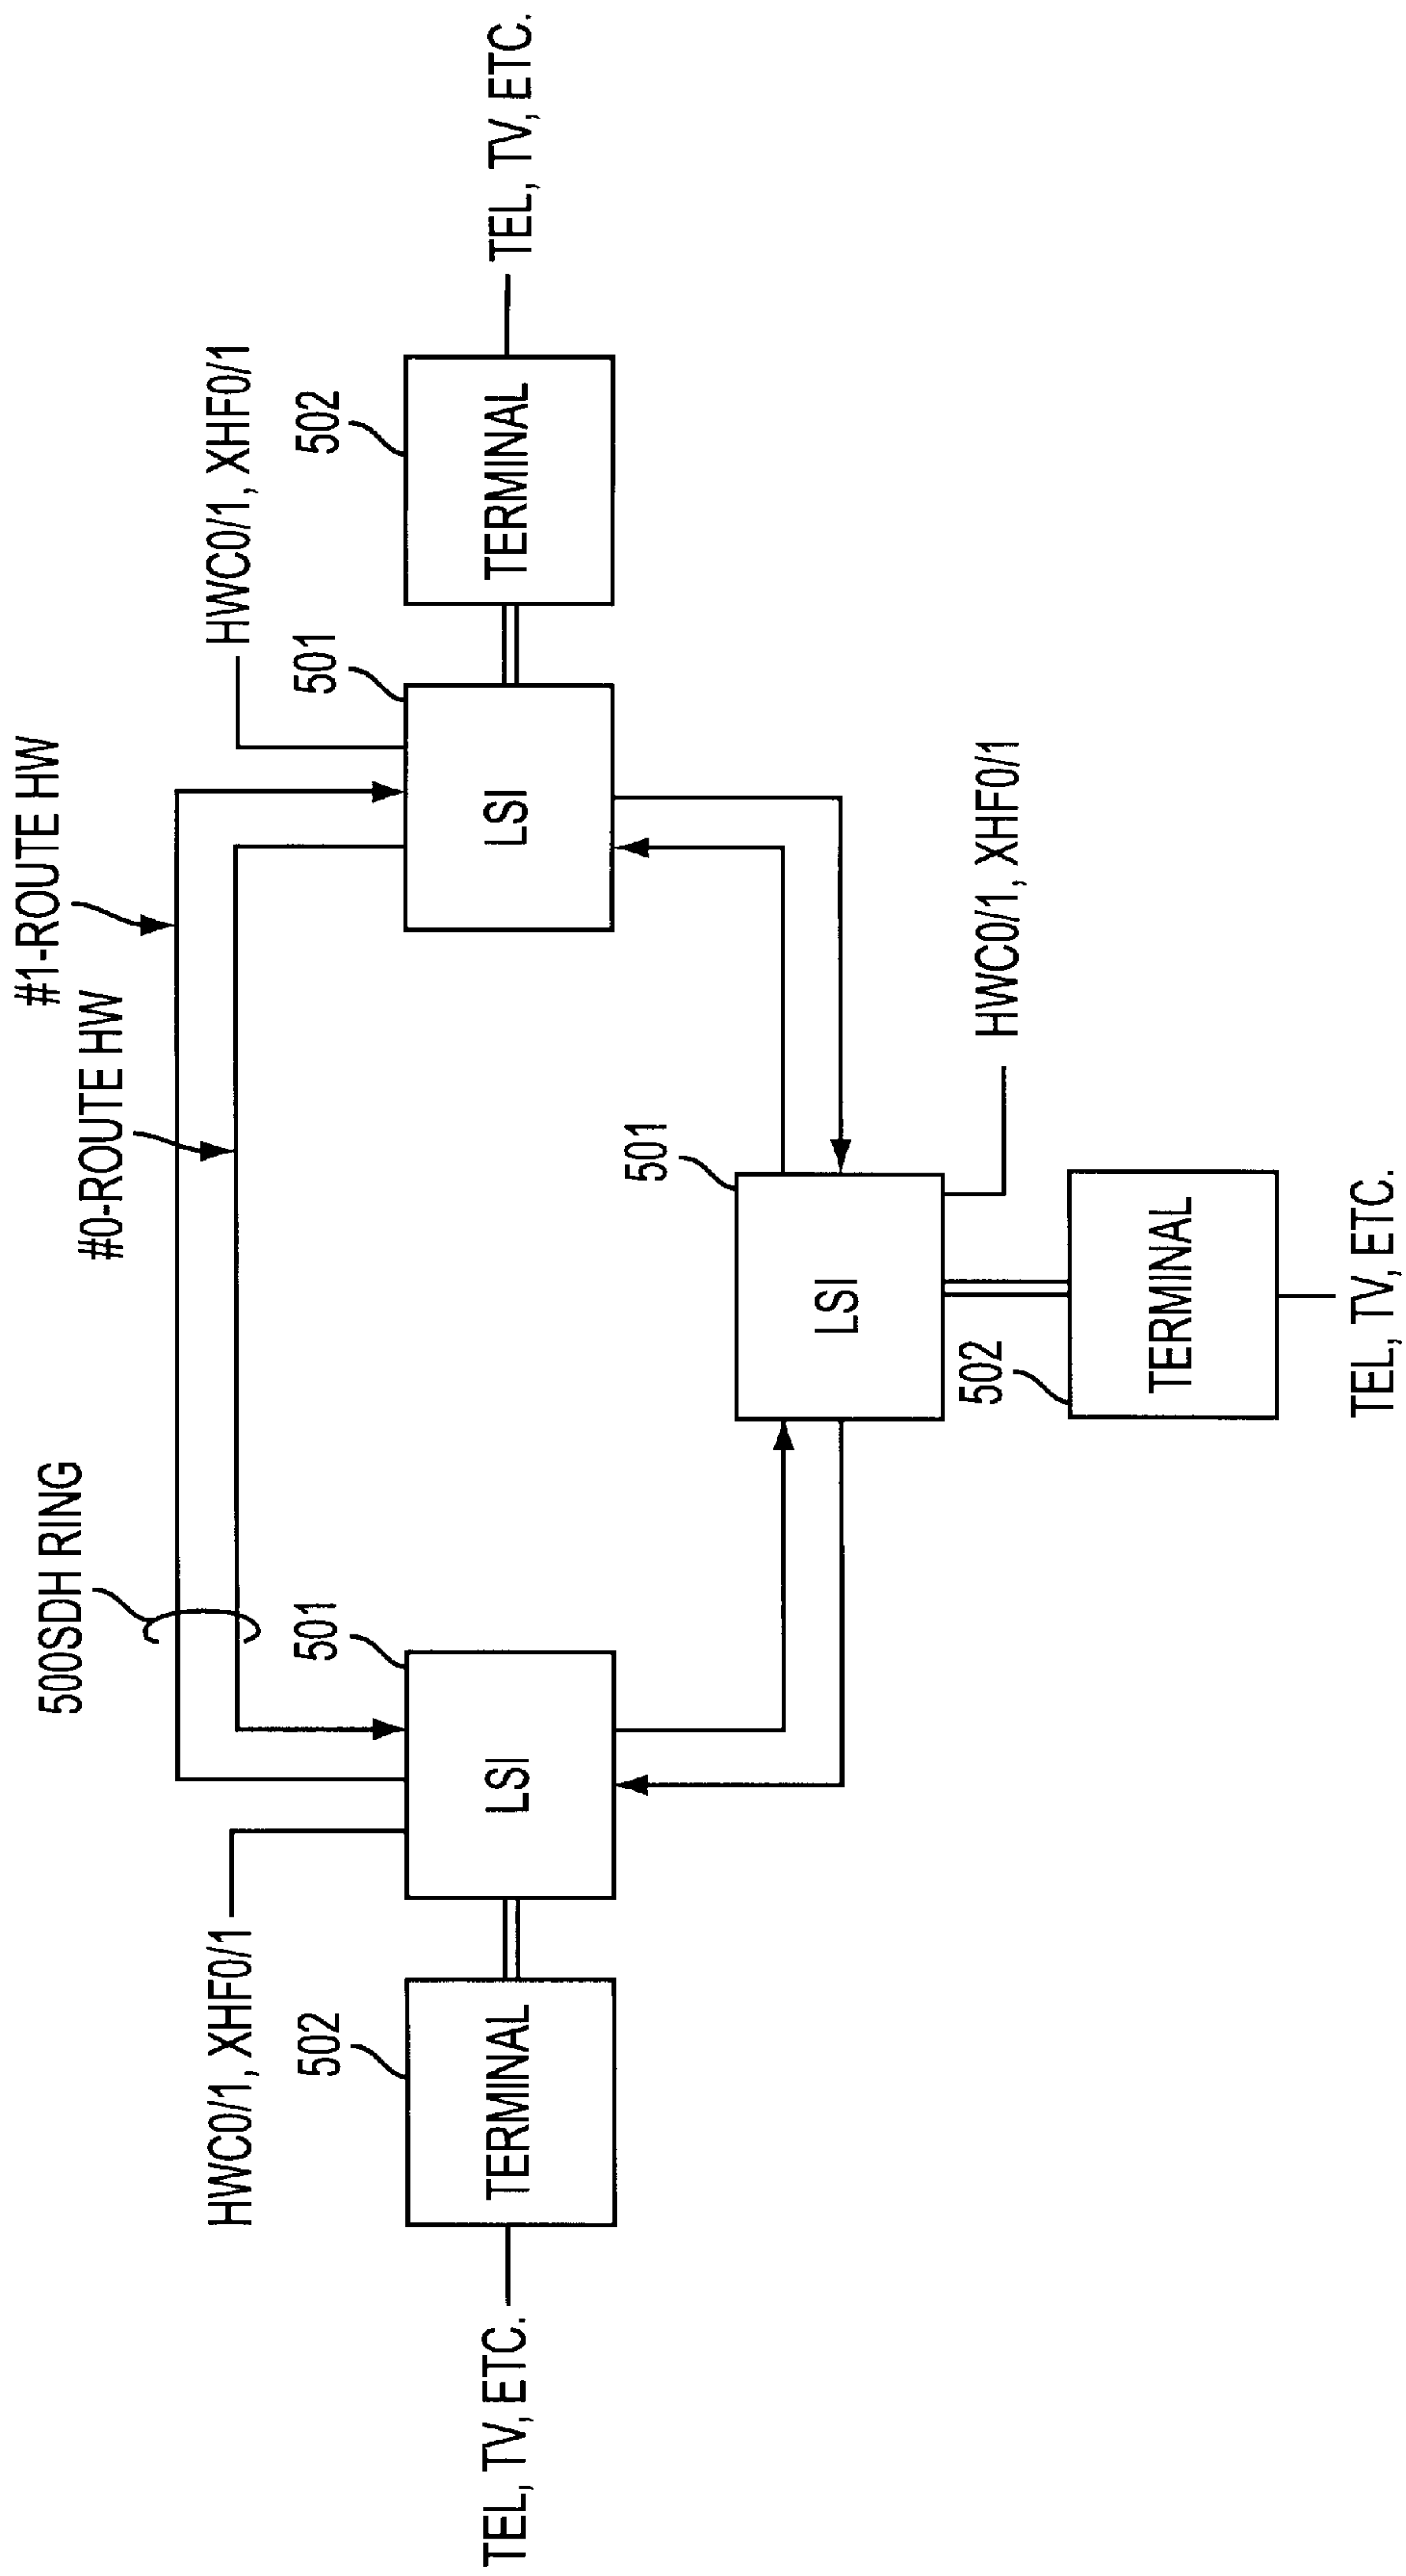 #1-ROUTE HW
#0-ROUTE HW
500SDH RING
HWC0/1, XHF0/1
HWC0/1, XHF0/1
502
501
501
502
TEL, TV, ETC.
TERMINAL
LSI
LSI
TERMINAL
TEL, TV, ETC.
501
LSI
HWC0/1, XHF0/1
502
TERMINAL
TEL, TV, ETC.